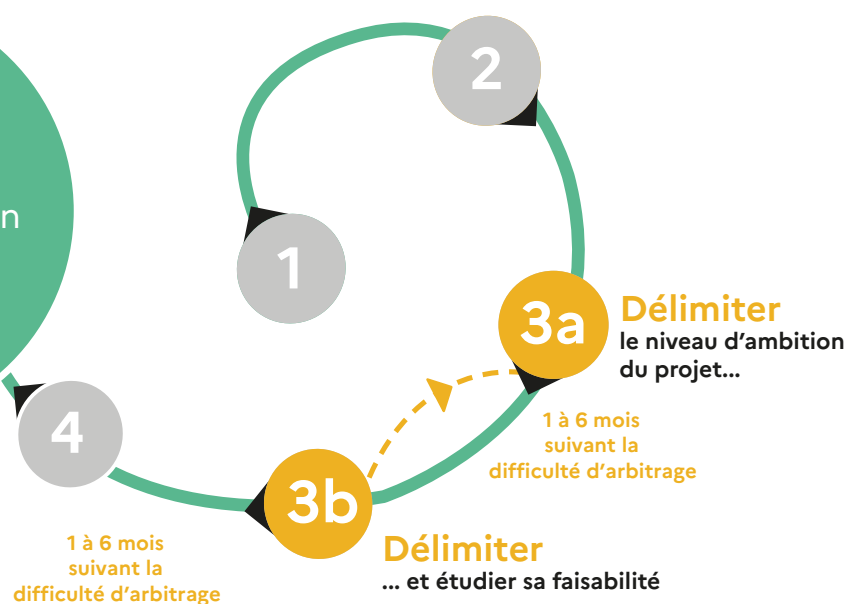 2
n
1
3a
Délimiter
le niveau d'ambition
du projet...
1 à 6 mois
suivant la
difficulté d'arbitrage
4
3b
Délimiter
... et étudier sa faisabilité
1 à 6 mois
suivant la
difficulté d'arbitrage